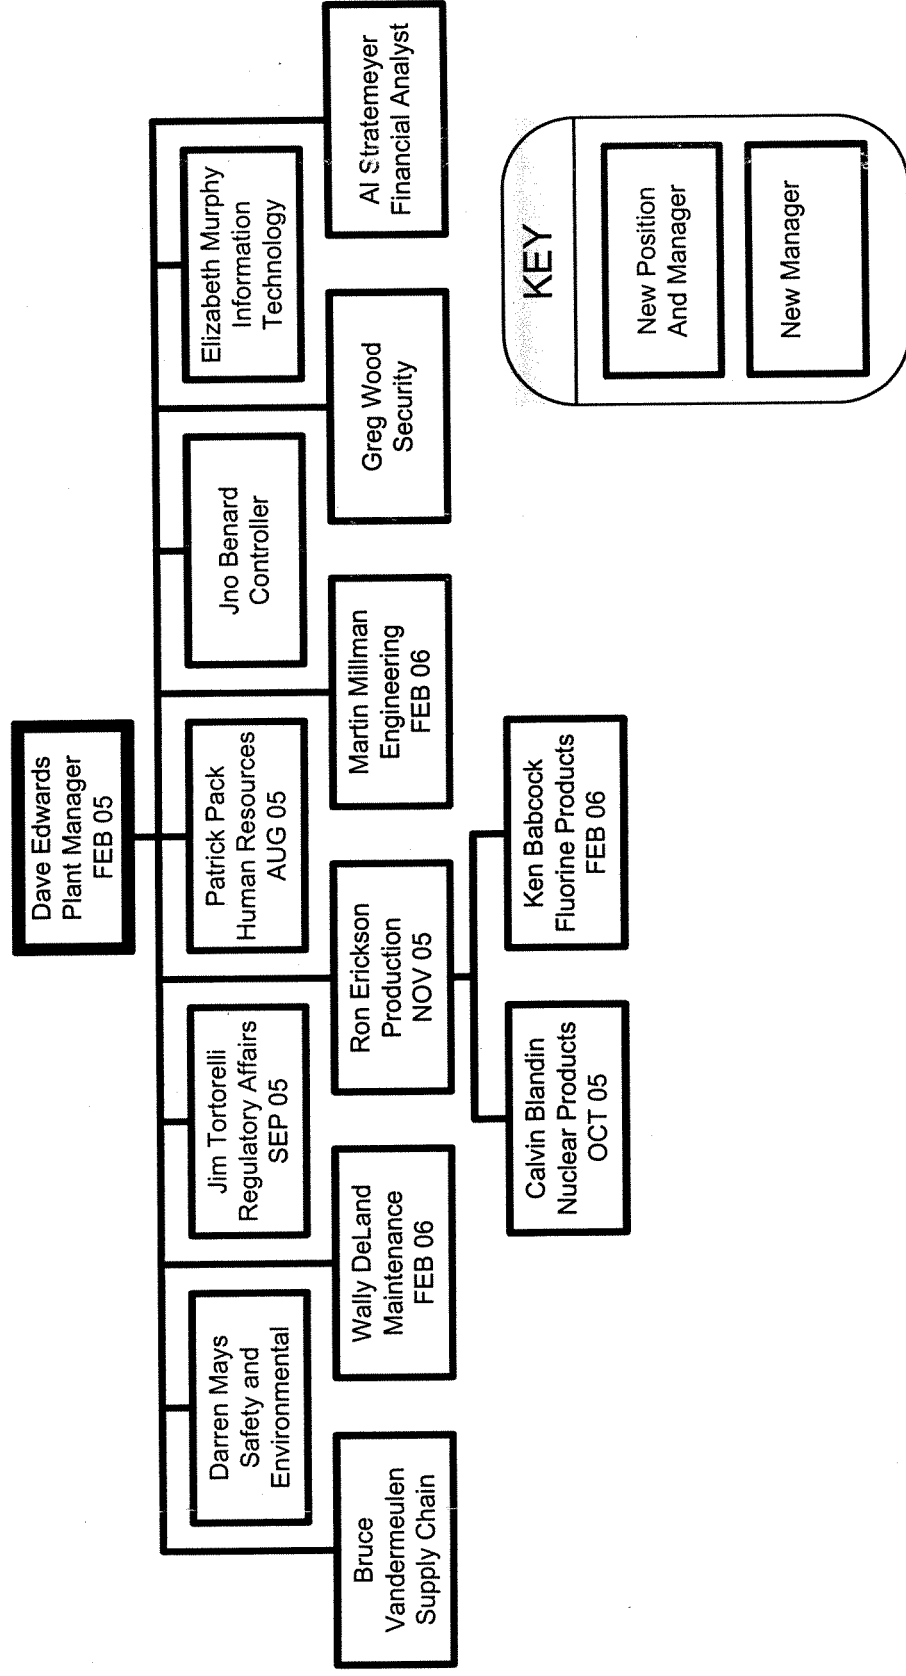 Dave Edwards
Plant Manager
FEB 05
Darren Mays
Safety and
Environmental
Jim Tortorelli
Regulatory Affairs
SEP 05
Patrick Pack
Human Resources
AUG 05
Jno Benard
Controller
Elizabeth Murphy
Information
Technology
Bruce
Vandermeulen
Supply Chain
Wally DeLand
Maintenance
FEB 06
Ron Erickson
Production
NOV 05
Martin Millman
Engineering
FEB 06
Greg Wood
Security
Al Stratemeyer
Financial Analyst
Calvin Blandin
Nuclear Products
OCT 05
Ken Babcock
Fluorine Products
FEB 06
KEY
New Position
And Manager
New Manager